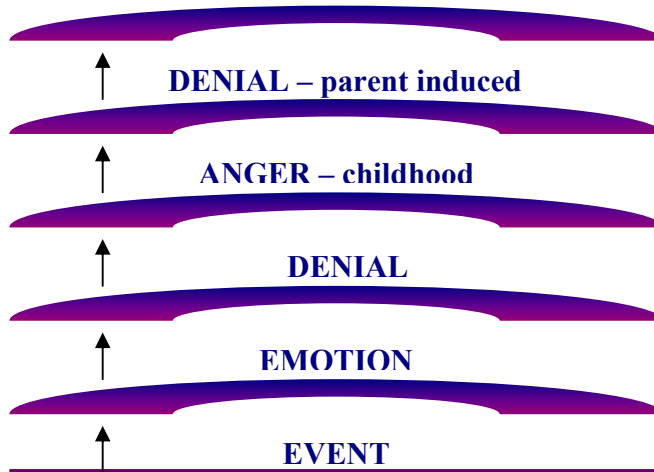 DENIAL – parent induced
ANGER – childhood
DENIAL
EMOTION
EVENT